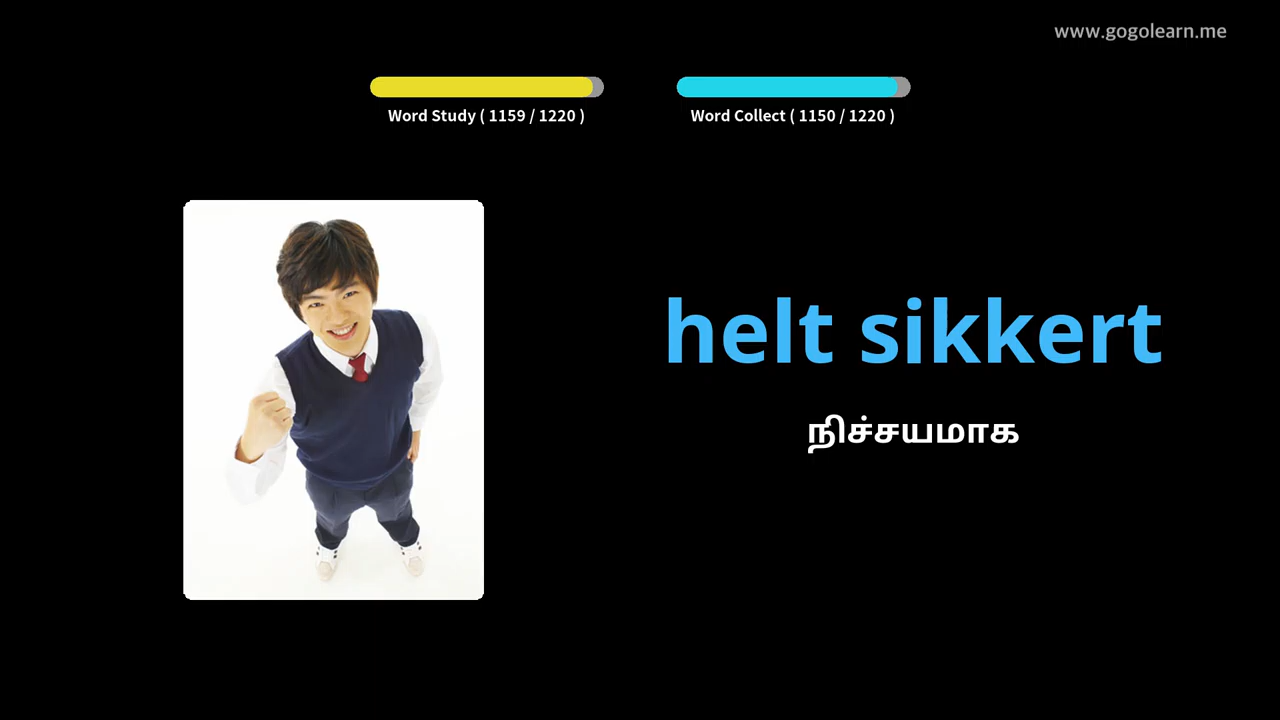 www.gogolearn.me
Word Study ( 1159 / 1220 )
Word Collect ( 1150 / 1220 )
helt sikkert
நிச்சயமாக